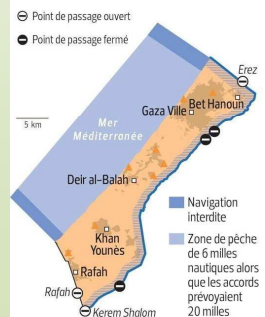 Point de passage ouvert
Point de passage fermé
Erez
Bet Hanoun
Gaza Ville
Mer
Méditerranée
5 km
Deir al-Balah
Navigation
interdite
Khan
Younès
Zone de pêche
de 6 milles
nautiques alors
que les accords
prévoyaient
20 milles
Rafah
Rafah
Kerem Shalom